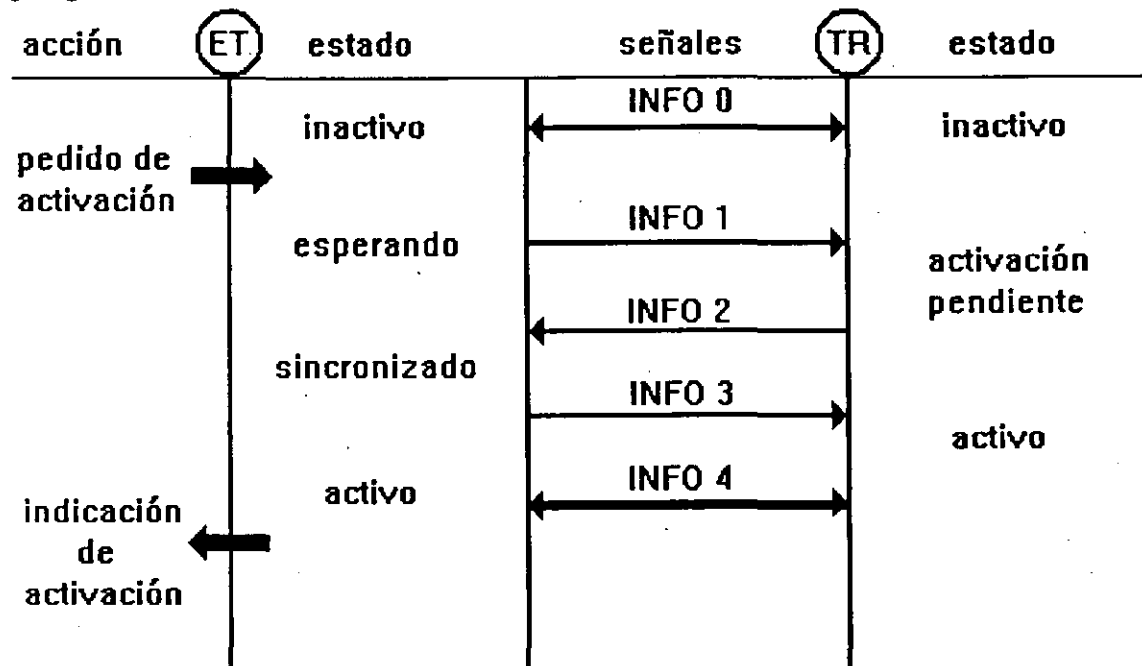 acción ET estado señales TR estado
INFO 0
inactivo inactivo
pedido de
activación
INFO 1
esperando
activación
pendiente
INFO 2
sincronizado
INFO 3
activo
INFO 4
activo
indicación
de
activación